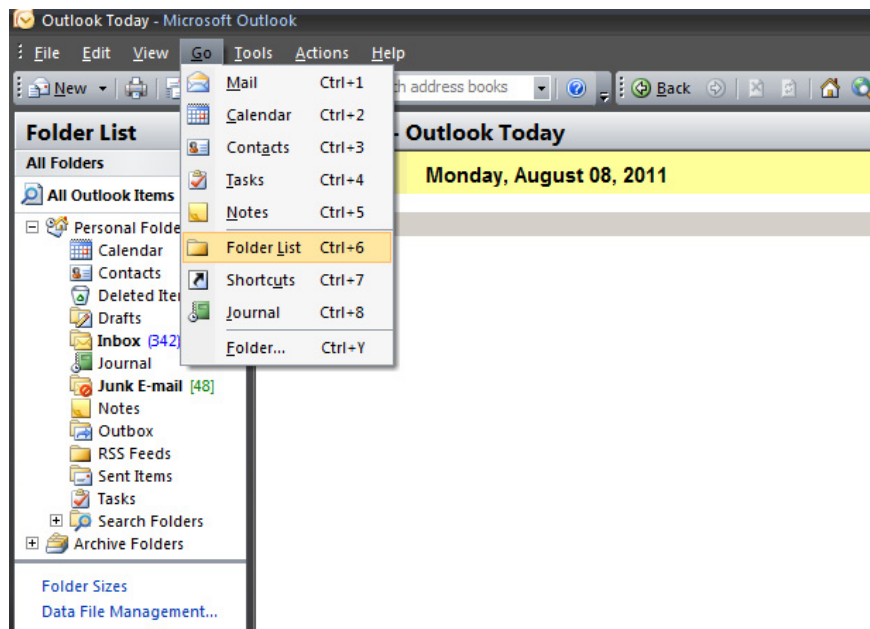 Outlook Today - Microsoft Outlook
File Edit View Go Tools Actions Help
New h address books Back
Folder List - Outlook Today
All Folders
Monday, August 08, 2011
All Outlook Items
Personal Folde
Calendar
Contacts
Deleted Iter
Drafts
Inbox (342)
Journal
Junk E-mail [48]
Notes
Outbox
RSS Feeds
Sent Items
Tasks
Search Folders
Archive Folders
Folder Sizes
Data File Management...
Mail Ctrl+1
Calendar Ctrl+2
Contacts Ctrl+3
Tasks Ctrl+4
Notes Ctrl+5
Folder List Ctrl+6
Shortcuts Ctrl+7
Journal Ctrl+8
Folder... Ctrl+Y